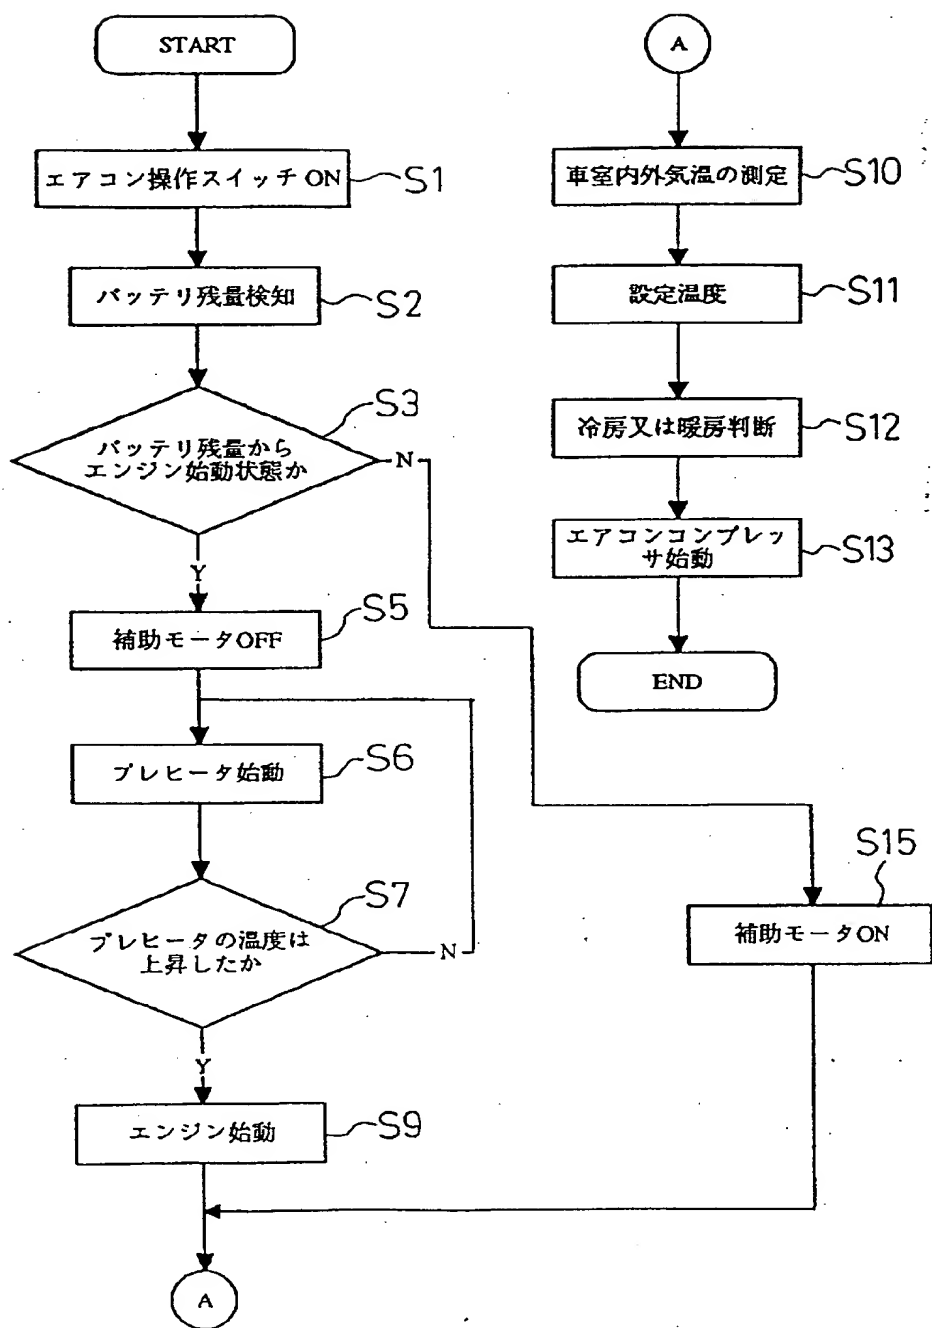 START
エアコン操作スイッチON
S1
バッテリ残量検知
S2
S3
バッテリ残量から
エンジン始動状態か
N
Y
補助モータOFF
S5
プレヒータ始動
S6
S7
プレヒータの温度は
上昇したか
N
Y
エンジン始動
S9
A
A
車室内外気温の測定
S10
設定温度
S11
冷房又は暖房判断
S12
エアコンコンプレッ
サ始動
S13
END
S15
補助モータON